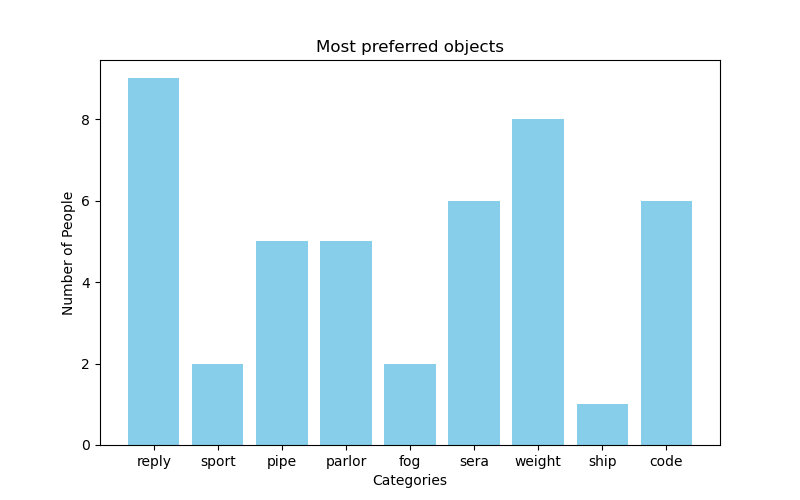 Most preferred objects
Number of People
8
6
4
2
0
reply sport pipe parlor fog sera weight ship code
Categories